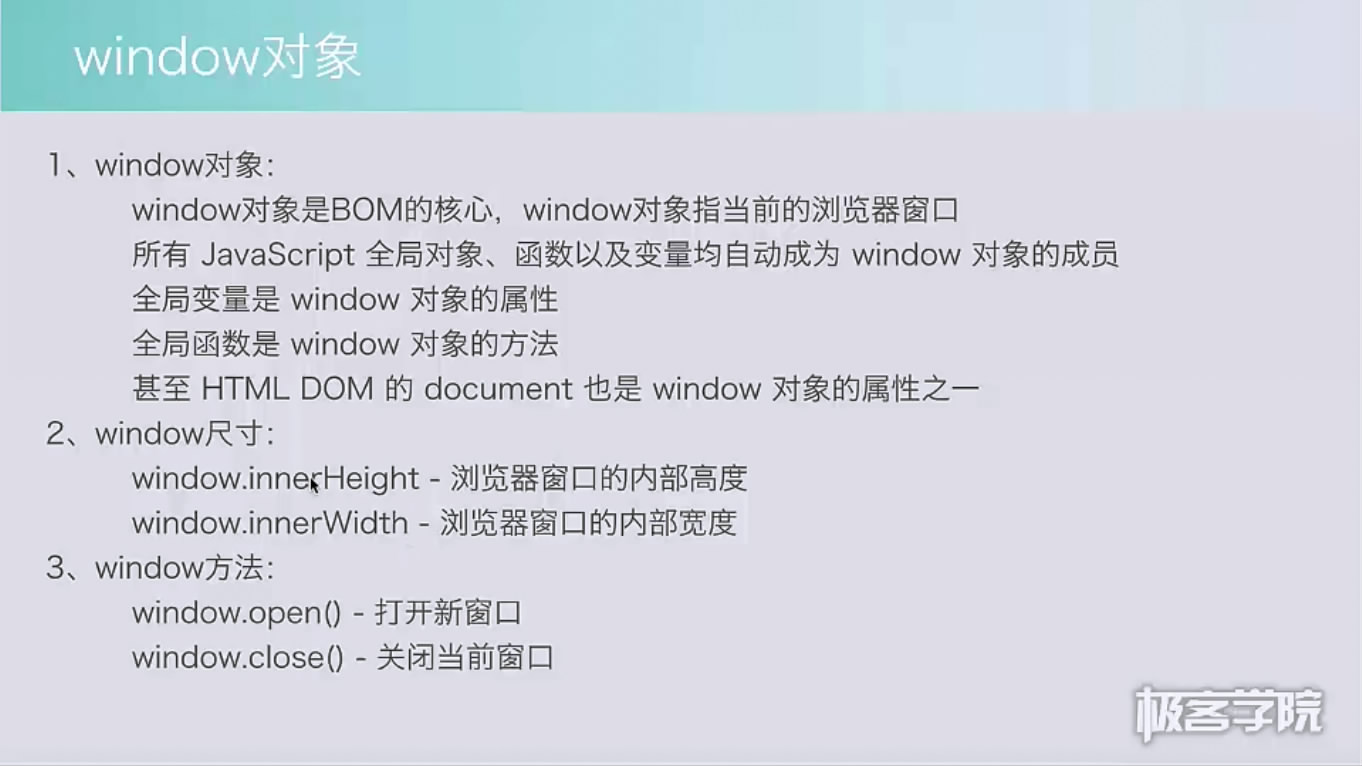 window对象
1、window对象：
window对象是BOM的核心，window对象指当前的浏览器窗口
所有 JavaScript 全局对象、函数以及变量均自动成为 window 对象的成员
全局变量是 window 对象的属性
全局函数是 window 对象的方法
甚至 HTML DOM 的 document 也是 window 对象的属性之一
2、window尺寸：
window.innerHeight - 浏览器窗口的内部高度
window.innerWidth - 浏览器窗口的内部宽度
3、window方法：
window.open() - 打开新窗口
window.close() - 关闭当前窗口
极客学院